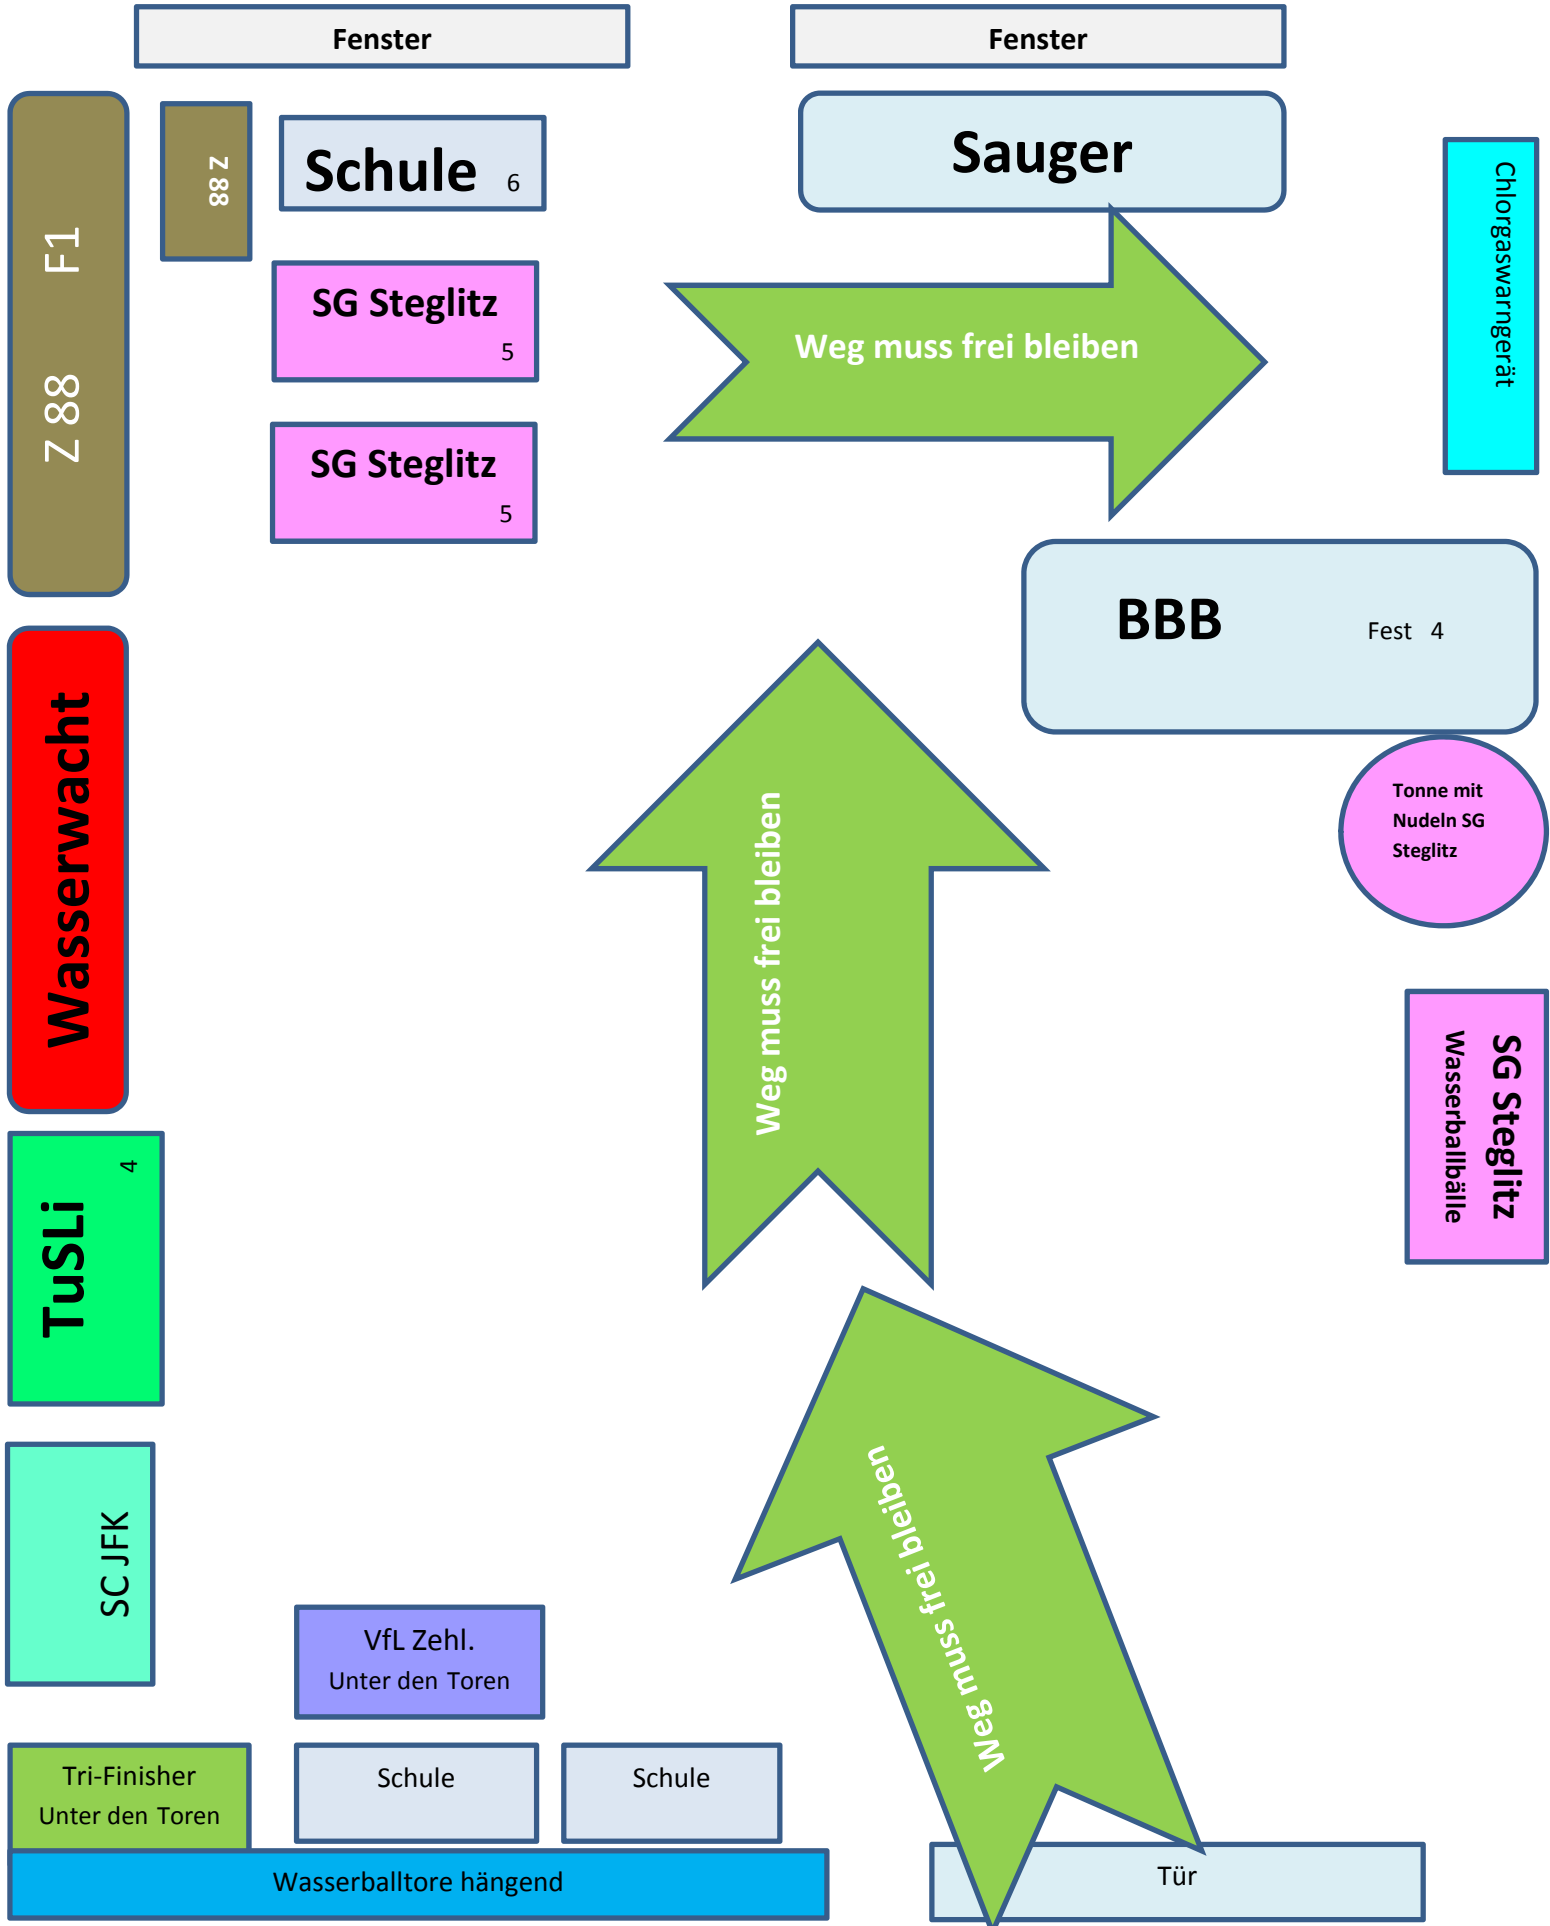 Fenster
Fenster
Z 88 F1
88 Z
Schule 6
Sauger
Chlorgaswarngerät
SG Steglitz
5
Weg muss frei bleiben
SG Steglitz
5
BBB Fest 4
Wasserwacht
Weg muss frei bleiben
Tonne mit
Nudeln SG
Steglitz
SG Steglitz
Wasserballbälle
TuSLi 4
SC JFK
Weg muss frei bleiben
VfL Zehl.
Unter den Toren
Tri-Finisher
Unter den Toren
Schule
Schule
Wasserballtore hängend
Tür